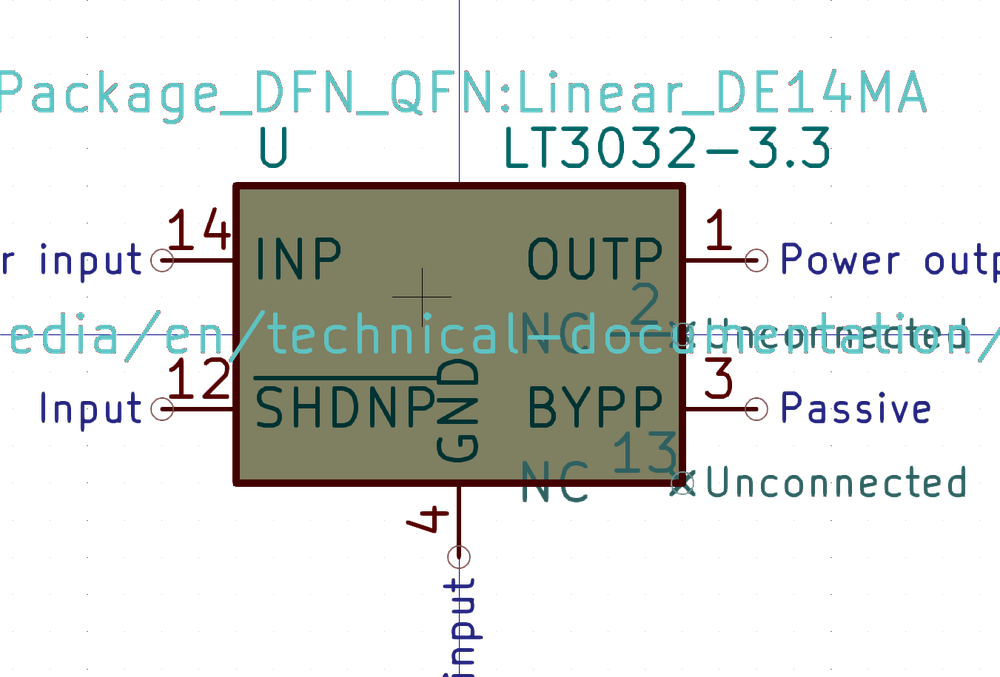 Package_DFN_QFN:Linear_DE14MA
U LT3032-3.3
14 1
r input INP OUTP Power outp
2
edia/en/technical-documentation/
NC Unconnected
12 3
Input SHDNP GND BYPP Passive
13
NC Unconnected
4
input